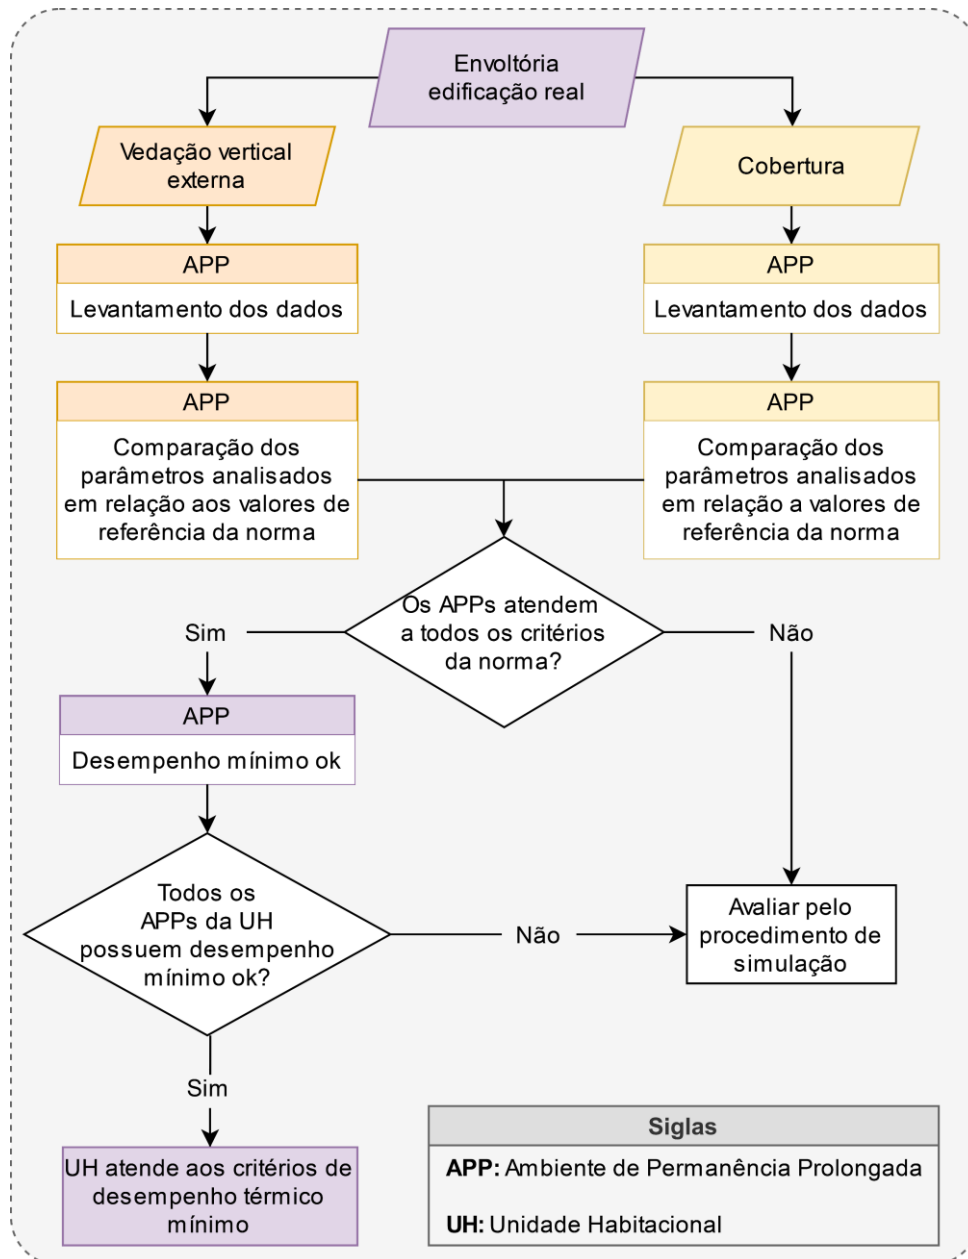 Envoltória
edificação real
Vedação vertical
externa
Cobertura
APP
Levantamento dos dados
APP
Levantamento dos dados
APP
Comparação dos
parâmetros analisados
em relação aos valores de
referência da norma
APP
Comparação dos
parâmetros analisados
em relação a valores de
referência da norma
Os APPs atendem
a todos os critérios
da norma?
Sim
Não
APP
Desempenho mínimo ok
Todos os
APPs da UH
possuem desempenho
mínimo ok?
Não
Avaliar pelo
procedimento de
simulação
Sim
UH atende aos critérios de
desempenho térmico
mínimo
Siglas
APP: Ambiente de Permanência Prolongada
UH: Unidade Habitacional